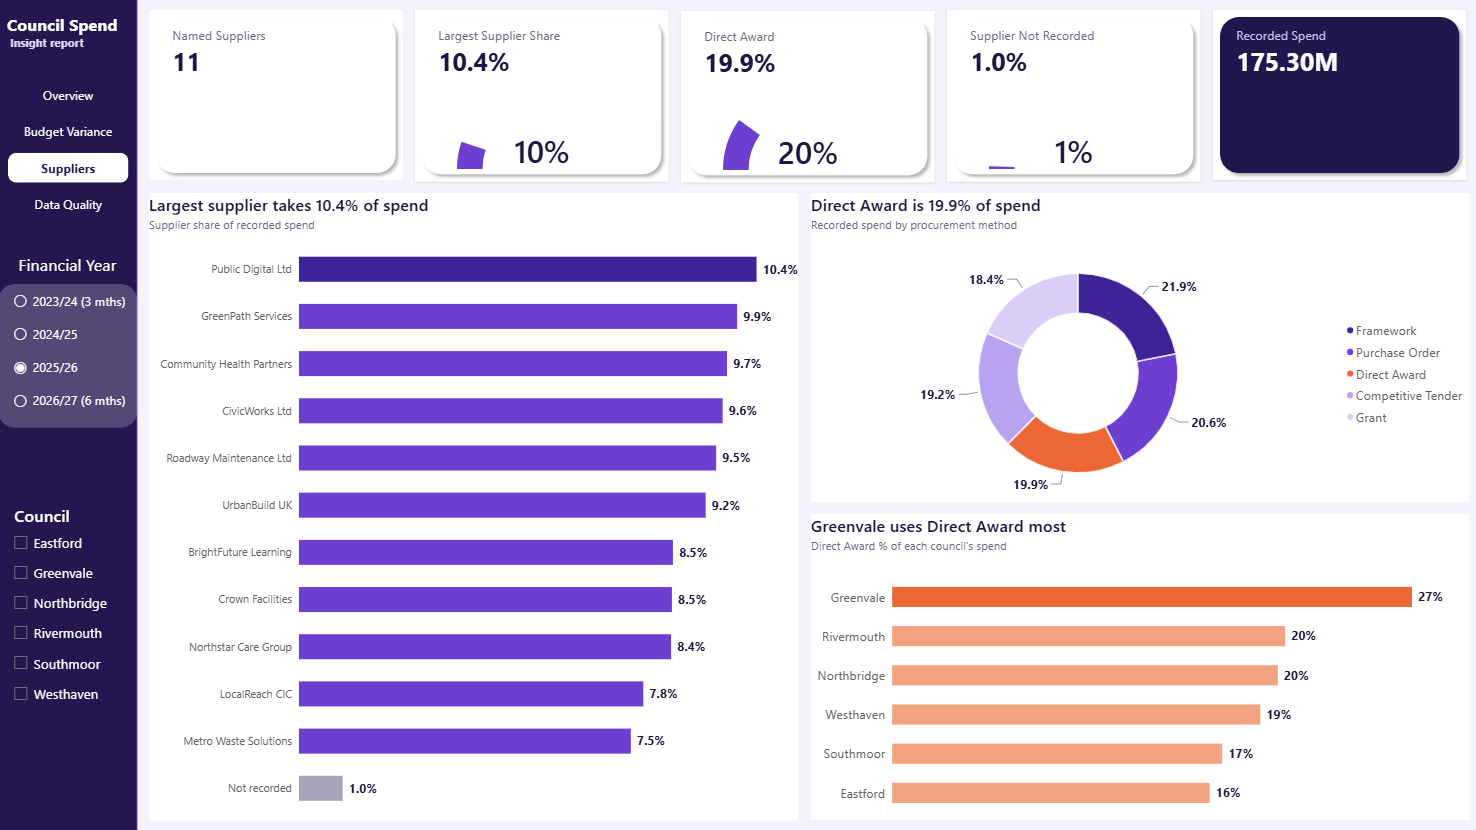 Council Spend
Insight report
Overview
Budget Variance
Suppliers
Data Quality
Financial Year
2023/24 (3 mths)
2024/25
2025/26
2026/27 (6 mths)
Council
Eastford
Greenvale
Northbridge
Rivermouth
Southmoor
Westhaven
Named Suppliers
11
Largest Supplier Share
10.4%
10%
Direct Award
19.9%
20%
Supplier Not Recorded
1.0%
1%
Recorded Spend
175.30M
Largest supplier takes 10.4% of spend
Supplier share of recorded spend
Public Digital Ltd 10.4%
GreenPath Services 9.9%
Community Health Partners 9.7%
CivicWorks Ltd 9.6%
Roadway Maintenance Ltd 9.5%
UrbanBuild UK 9.2%
BrightFuture Learning 8.5%
Crown Facilities 8.5%
Northstar Care Group 8.4%
LocalReach CIC 7.8%
Metro Waste Solutions 7.5%
Not recorded 1.0%
Direct Award is 19.9% of spend
Recorded spend by procurement method
18.4%
21.9%
19.2%
20.6%
19.9%
Framework
Purchase Order
Direct Award
Competitive Tender
Grant
Greenvale uses Direct Award most
Direct Award % of each council's spend
Greenvale 27%
Rivermouth 20%
Northbridge 20%
Westhaven 19%
Southmoor 17%
Eastford 16%